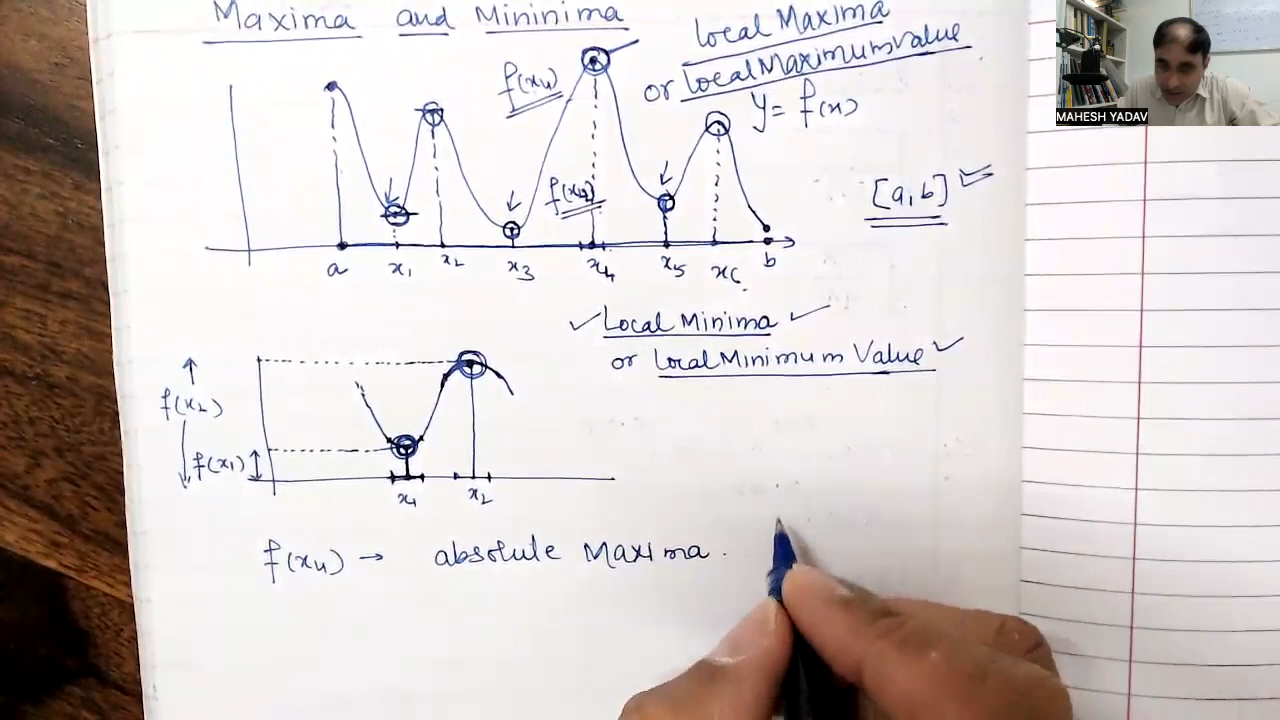 Maxima and Mininima
local Maxima
or local Maximum Value
f(x4)
y = f(x)
f(x4)
[a, b]
a x1 x2 x3 x4 x5 x6 b
Local Minima
or Local Minimum Value
f(x2)
f(x1)
x1 x2
f(x4) → absolute Maxima.
MAHESH YADAV